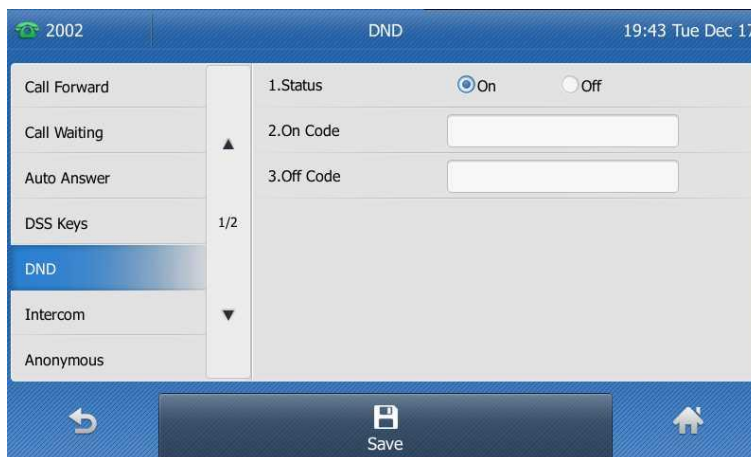 2002 DND 19:43 Tue Dec 17
Call Forward
Call Waiting
Auto Answer
DSS Keys
DND
Intercom
Anonymous
1/2
1.Status On Off
2.On Code
3.Off Code
Save